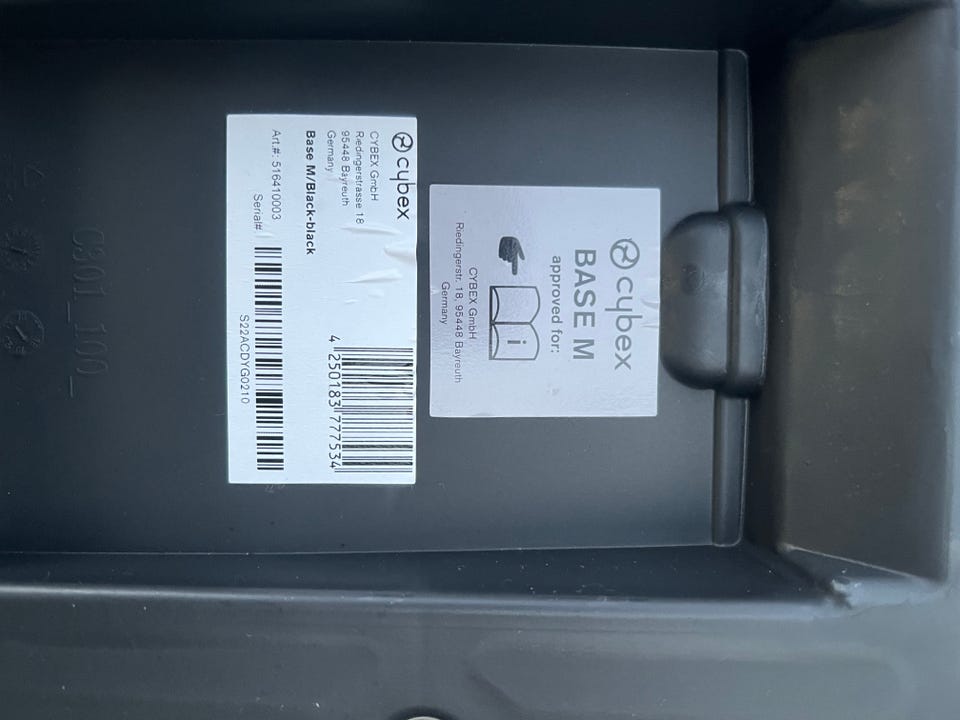 cybex
CYBEX GmbH
Riedingerstrasse 18
95448 Bayreuth
Germany
Base M/Black-black
Art.#: 516410003
Serial#:
S22ACDYG0210
4 250183 777534
cybex
BASE M
approved for:
i
CYBEX GmbH
Riedingerstr. 18, 95448 Bayreuth
Germany
C301_100_